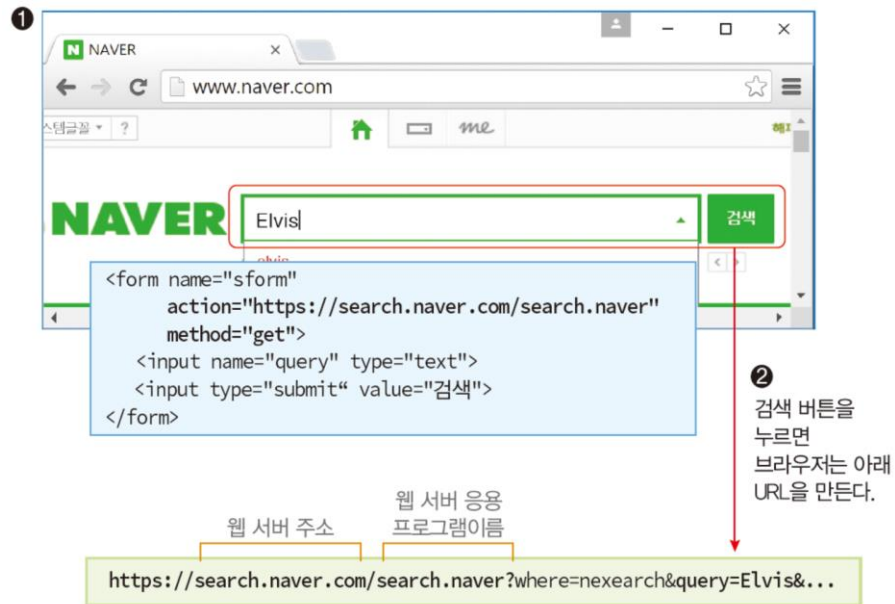 ❶
N NAVER
www.naver.com
스템글꼴 ?
me
NAVER
Elvis
검색
elvis
<form name="sform"
action="https://search.naver.com/search.naver"
method="get">
<input name="query" type="text">
<input type="submit“ value="검색">
</form>
❷
검색 버튼을
누르면
브라우저는 아래
URL을 만든다.
웹 서버 주소
웹 서버 응용
프로그램이름
https://search.naver.com/search.naver?where=nexearch&query=Elvis&...